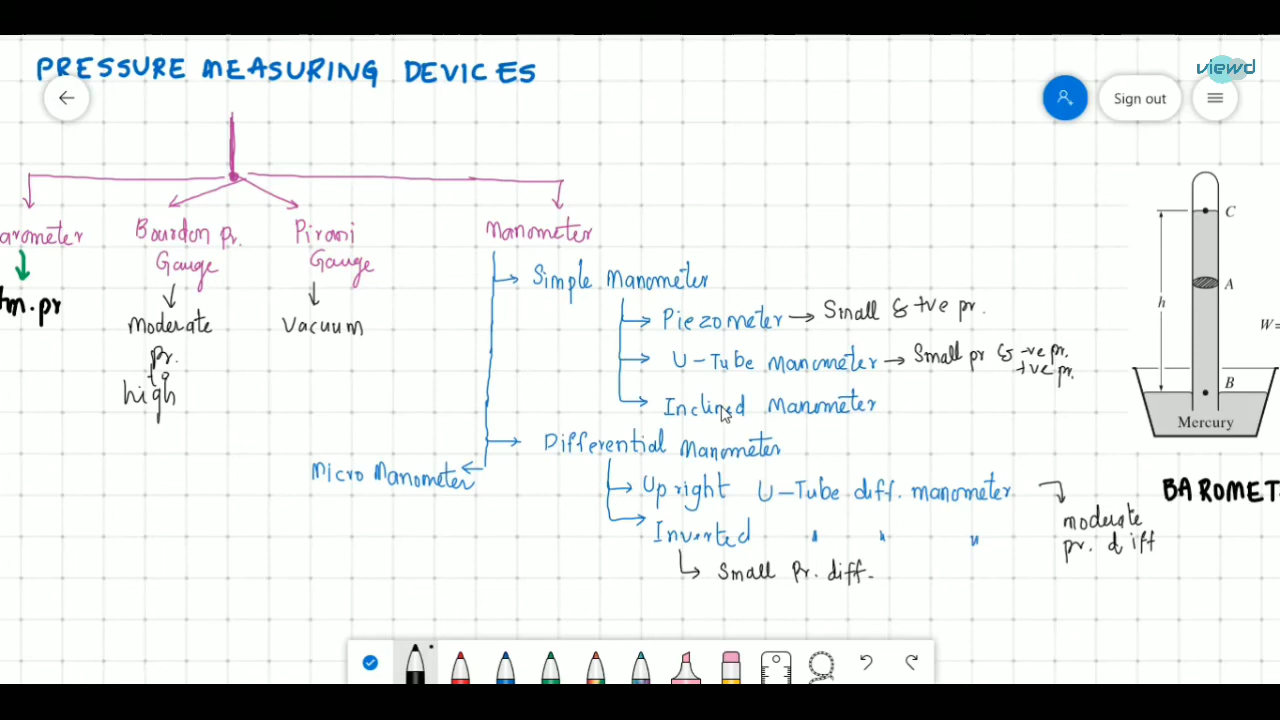 viewd
PRESSURE MEASURING DEVICES
Sign out
arometer
tm.pr
Bourdon pr.
Gauge
Moderate
pr.
to
high
Pirani
Gauge
Vacuum
Manometer
Simple Manometer
Piezometer → Small & +ve pr.
U-Tube Manometer → Small pr & -ve pr.
+ve pr.
Inclined Manometer
Differential Manometer
Micro Manometer
Upright U-Tube diff. manometer
moderate
pr. diff
Inverted " " "
Small Pr. diff.
C
A
h
W=
B
Mercury
BAROMET